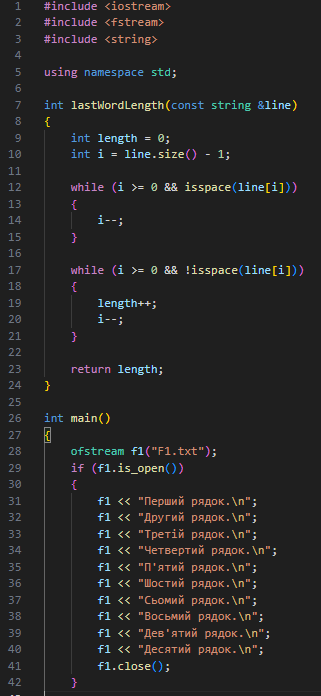 1 #include <iostream>
2 #include <fstream>
3 #include <string>
4
5 using namespace std;
6
7 int lastWordLength(const string &line)
8 {
9     int length = 0;
10     int i = line.size() - 1;
11
12     while (i >= 0 && isspace(line[i]))
13     {
14         i--;
15     }
16
17     while (i >= 0 && !isspace(line[i]))
18     {
19         length++;
20         i--;
21     }
22
23     return length;
24 }
25
26 int main()
27 {
28     ofstream f1("F1.txt");
29     if (f1.is_open())
30     {
31         f1 << "Перший рядок.\n";
32         f1 << "Другий рядок.\n";
33         f1 << "Третій рядок.\n";
34         f1 << "Четвертий рядок.\n";
35         f1 << "П'ятий рядок.\n";
36         f1 << "Шостий рядок.\n";
37         f1 << "Сьомий рядок.\n";
38         f1 << "Восьмий рядок.\n";
39         f1 << "Дев'ятий рядок.\n";
40         f1 << "Десятий рядок.\n";
41         f1.close();
42     }